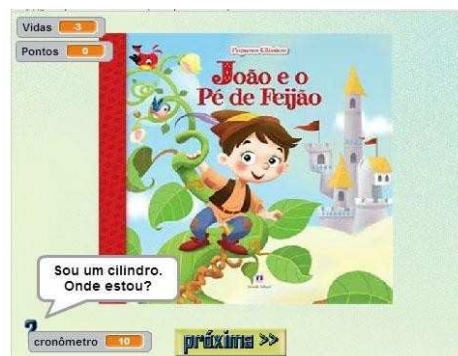 Vidas -3
Pontos 0
Pequenos Clássicos
João e o
Pé de Feijão
Sou um cilindro.
Onde estou?
cronômetro 10
próxima >>